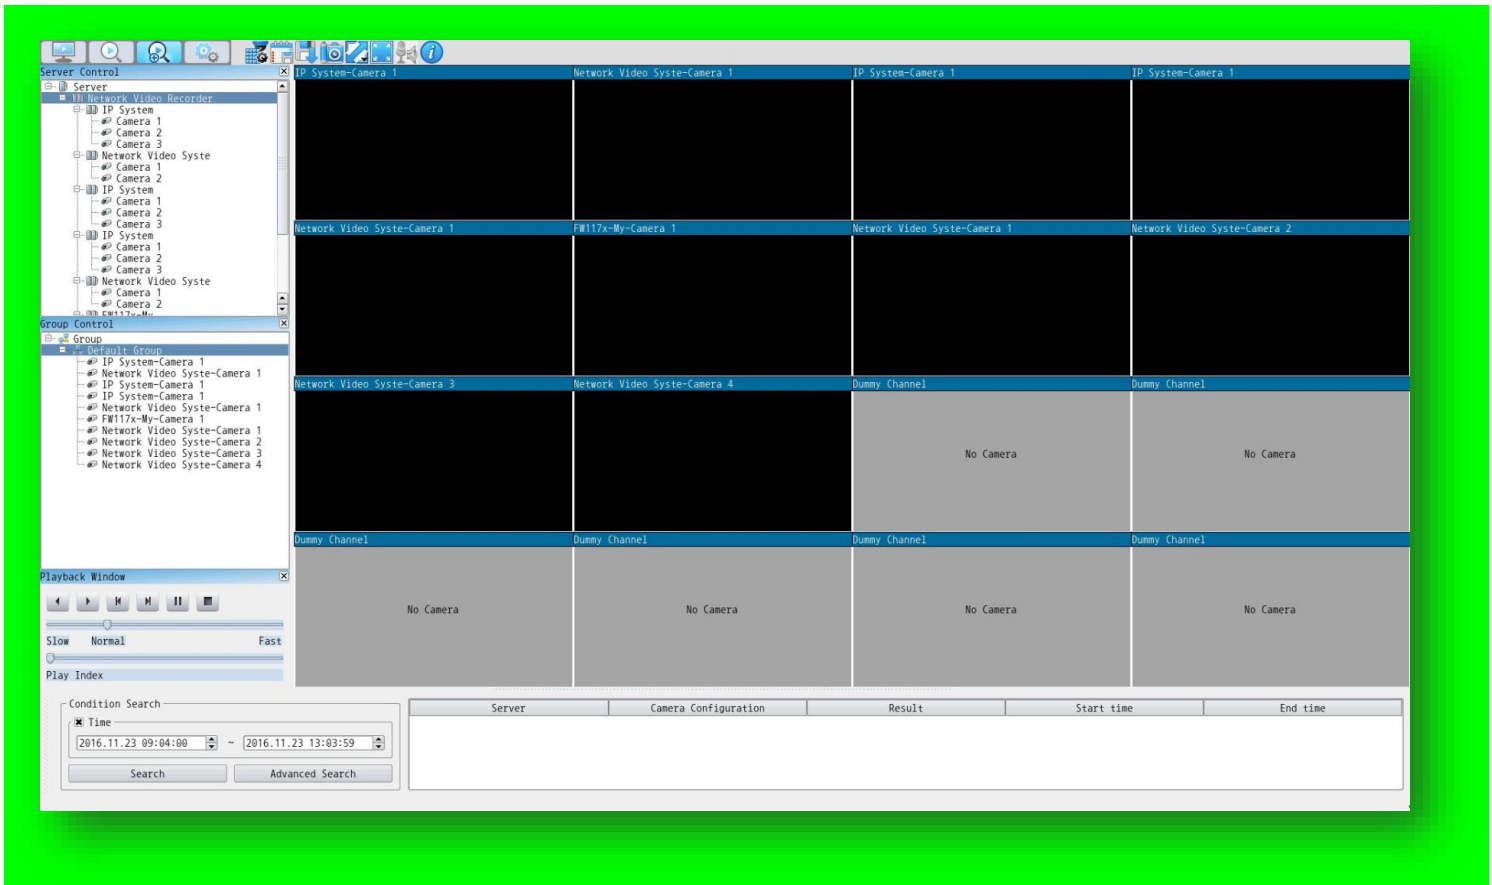 Server Control
Server
Network Video Recorder
IP System
Camera 1
Camera 2
Camera 3
Network Video Syste
Camera 1
Camera 2
IP System
Camera 1
Camera 2
Camera 3
IP System
Camera 1
Camera 2
Camera 3
Network Video Syste
Camera 1
Camera 2
FW117x-My
Group Control
Group
Default Group
IP System-Camera 1
Network Video Syste-Camera 1
IP System-Camera 1
IP System-Camera 1
Network Video Syste-Camera 1
FW117x-My-Camera 1
Network Video Syste-Camera 1
Network Video Syste-Camera 2
Network Video Syste-Camera 3
Network Video Syste-Camera 4
Playback Window
Slow Normal Fast
Play Index
IP System-Camera 1 Network Video Syste-Camera 1 IP System-Camera 1 IP System-Camera 1
Network Video Syste-Camera 1 FW117x-My-Camera 1 Network Video Syste-Camera 1 Network Video Syste-Camera 2
Network Video Syste-Camera 3 Network Video Syste-Camera 4 Dummy Channel Dummy Channel
No Camera No Camera
Dummy Channel Dummy Channel Dummy Channel Dummy Channel
No Camera No Camera No Camera No Camera
Condition Search
Time
2016.11.23 09:04:00 ~ 2016.11.23 13:03:59
Search Advanced Search
Server Camera Configuration Result Start time End time